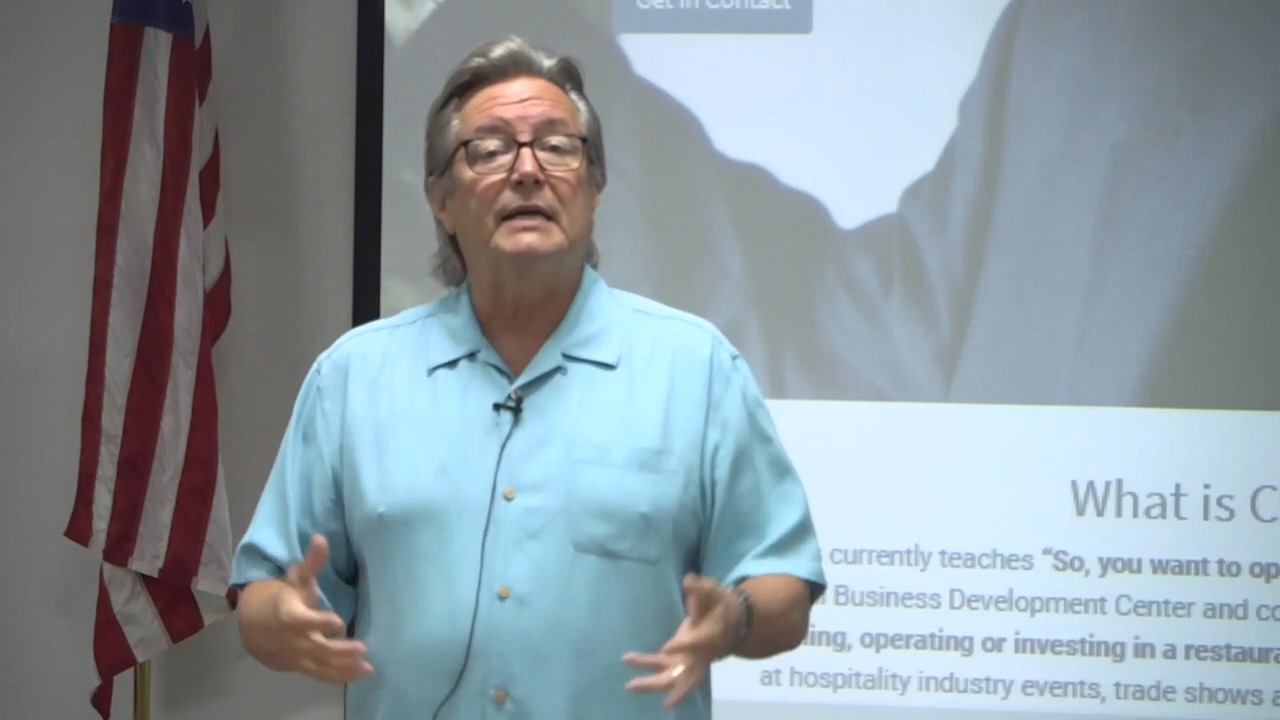 Get in Contact
What is C
currently teaches “So, you want to op
Business Development Center and co
ing, operating or investing in a restaura
at hospitality industry events, trade shows a